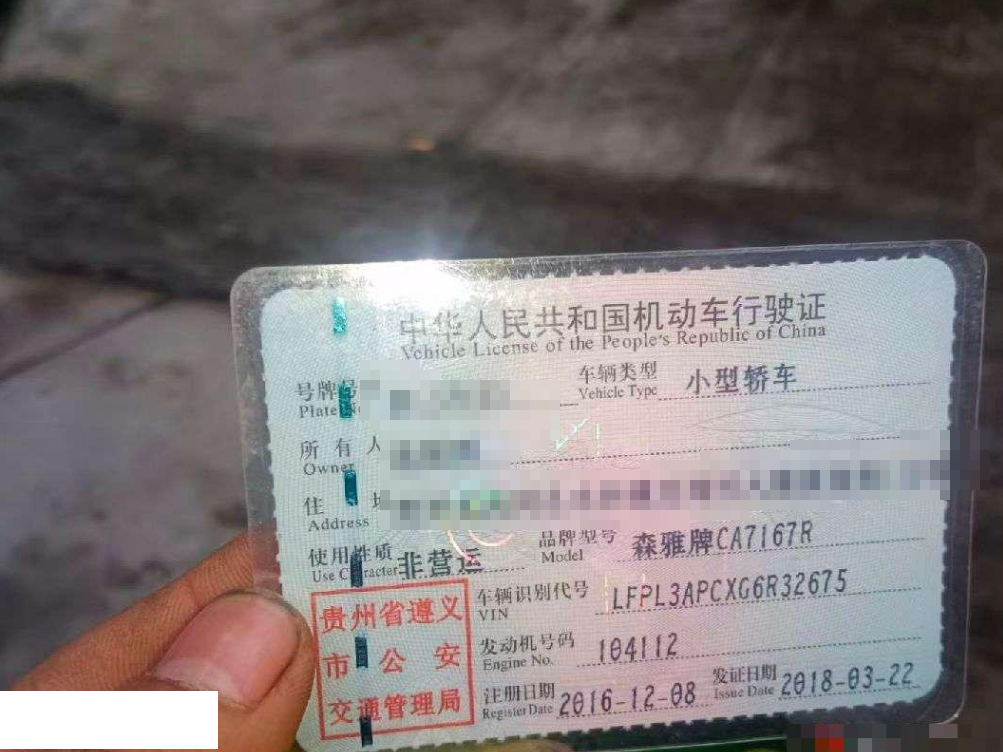 中华人民共和国机动车行驶证
Vehicle License of the People's Republic of China
号牌号
Plate
车辆类型
Vehicle Type
小型轿车
所有人
Owner
住
Address
使用性质
Use Character
非营运
品牌型号
Model
森雅牌CA7167R
车辆识别代号
VIN
LFPL3APCXG6R32675
发动机号码
Engine No.
104112
贵州省遵义
市公安
交通管理局
注册日期
Register Date
2016-12-08
发证日期
Issue Date
2018-03-22